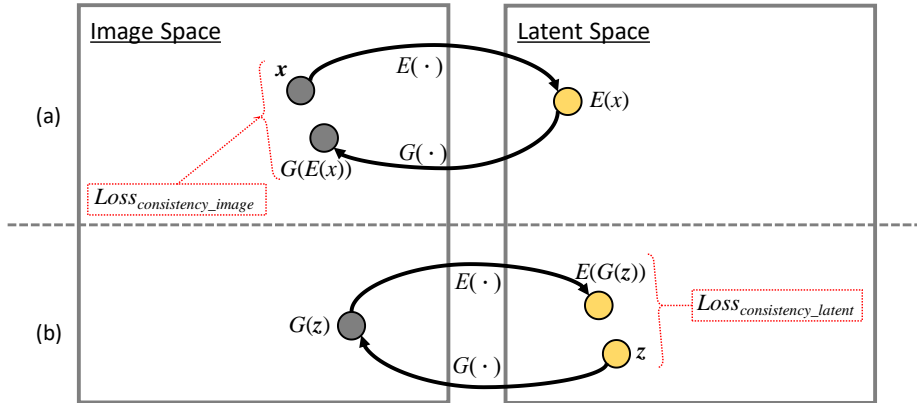 Image Space
Latent Space
x
E( · )
E(x)
(a)
G( · )
G(E(x))
Loss_consistency_image
E(G(z))
E( · )
Loss_consistency_latent
G(z)
(b)
z
G( · )